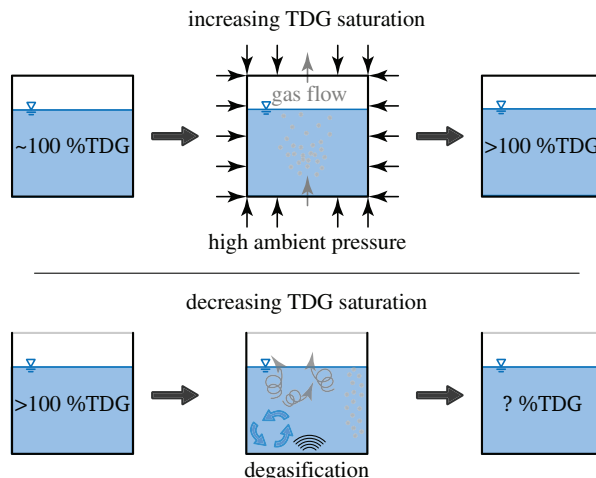 increasing TDG saturation
gas flow
~100 %TDG
>100 %TDG
high ambient pressure
decreasing TDG saturation
>100 %TDG
? %TDG
degasification